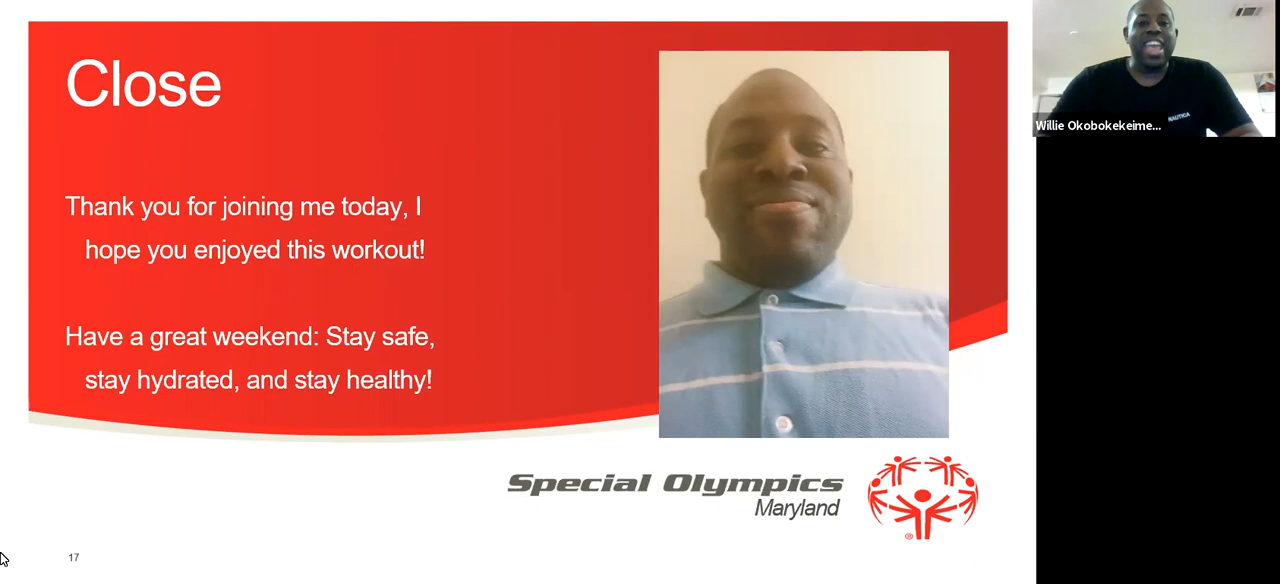 Close
Thank you for joining me today, I
hope you enjoyed this workout!
Have a great weekend: Stay safe,
stay hydrated, and stay healthy!
Special Olympics
Maryland
®
17
NAUTICA
Willie Okobokekeime...